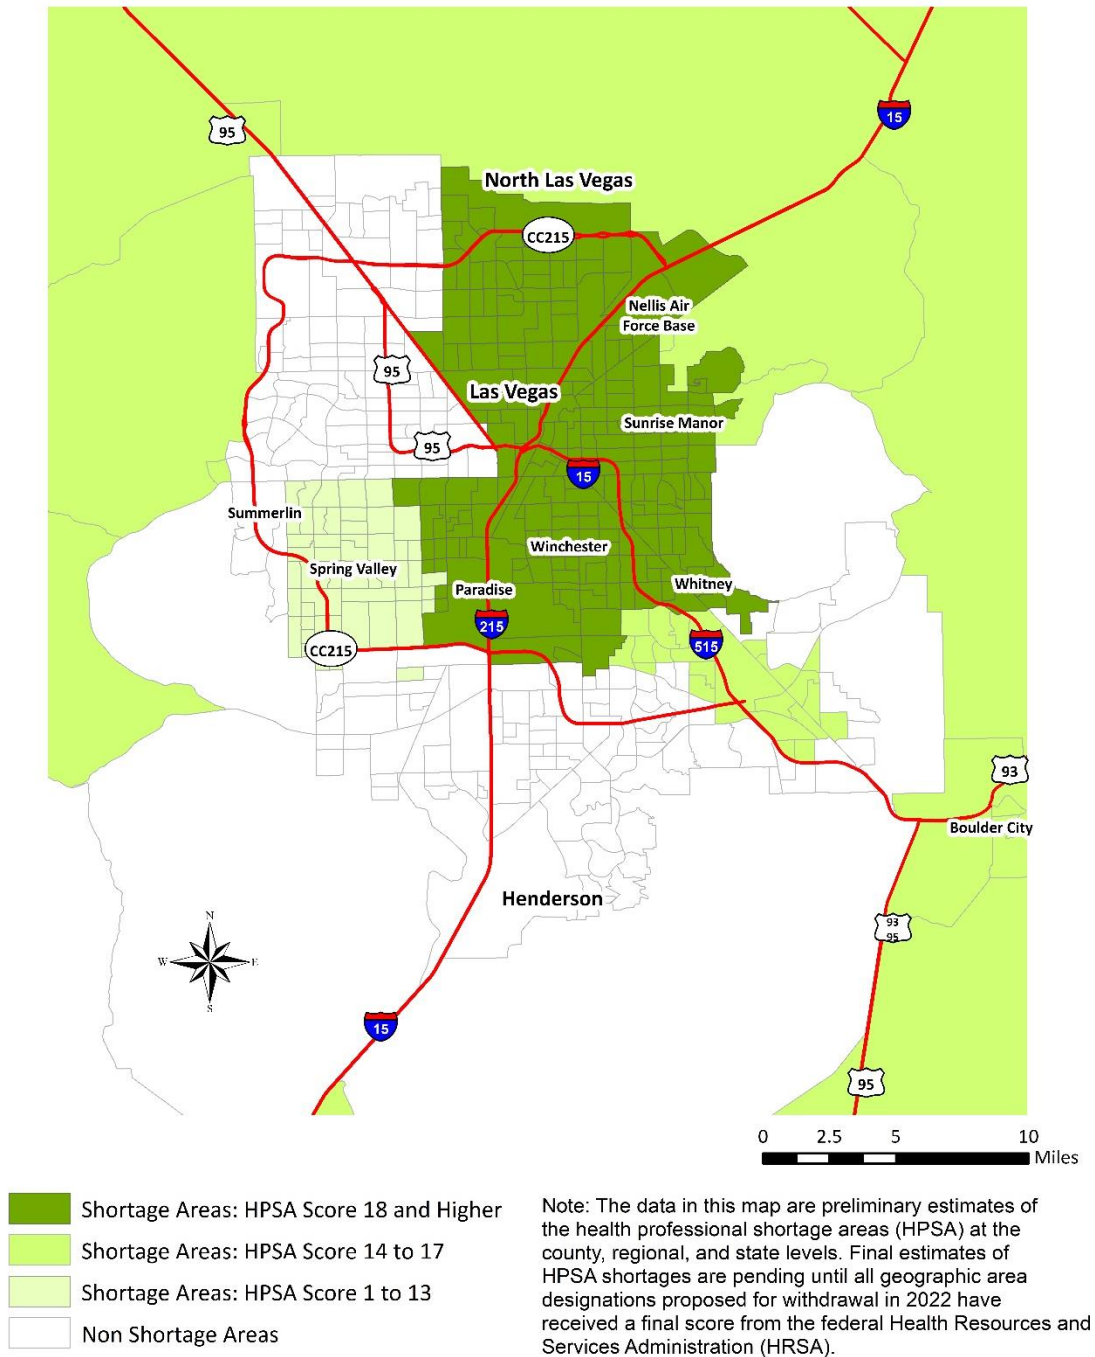 15
95
North Las Vegas
CC215
Nellis Air
Force Base
95
Las Vegas
Sunrise Manor
95
15
Summerlin
Winchester
Spring Valley
Whitney
Paradise
215
515
CC215
93
Boulder City
Henderson
N
W
E
S
93
95
15
95
0 2.5 5 10
Miles
Shortage Areas: HPSA Score 18 and Higher
Shortage Areas: HPSA Score 14 to 17
Shortage Areas: HPSA Score 1 to 13
Non Shortage Areas
Note: The data in this map are preliminary estimates of
the health professional shortage areas (HPSA) at the
county, regional, and state levels. Final estimates of
HPSA shortages are pending until all geographic area
designations proposed for withdrawal in 2022 have
received a final score from the federal Health Resources and
Services Administration (HRSA).